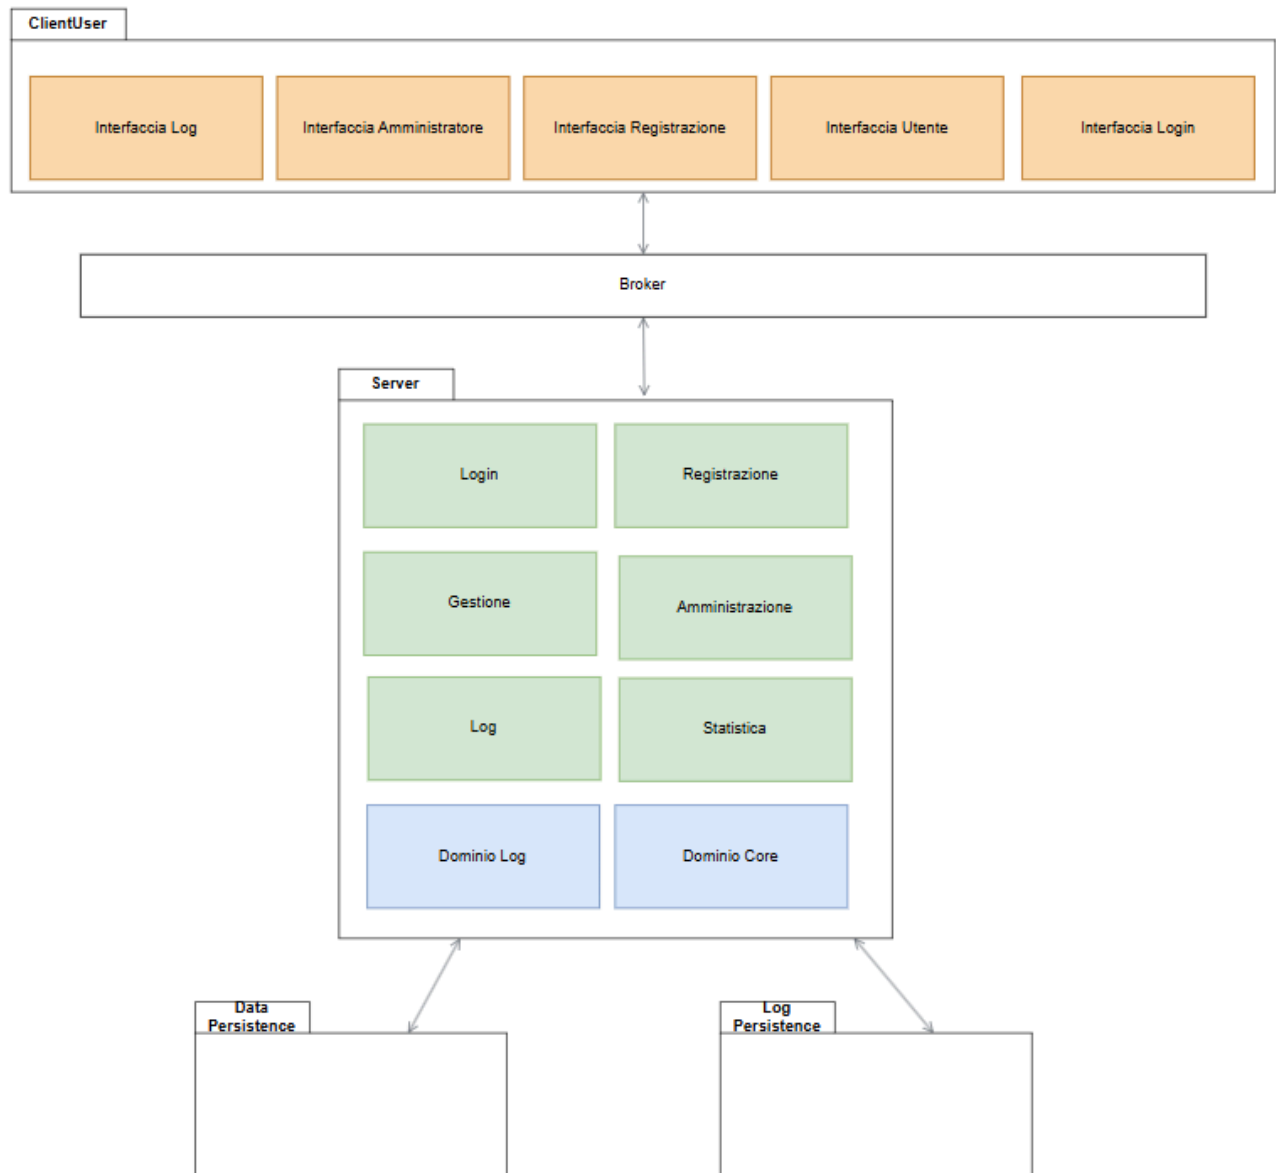 ClientUser
Interfaccia Log
Interfaccia Amministratore
Interfaccia Registrazione
Interfaccia Utente
Interfaccia Login
Broker
Server
Login
Registrazione
Gestione
Amministrazione
Log
Statistica
Dominio Log
Dominio Core
Data
Persistence
Log
Persistence